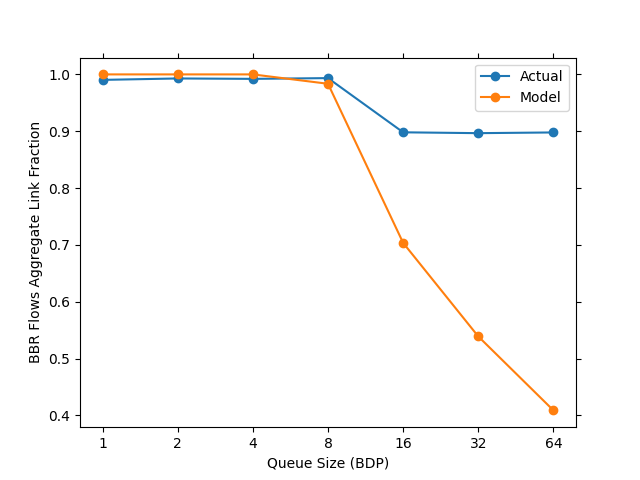 Actual
Model
1.0
0.9
0.8
0.7
0.6
0.5
0.4
BBR Flows Aggregate Link Fraction
1 2 4 8 16 32 64
Queue Size (BDP)